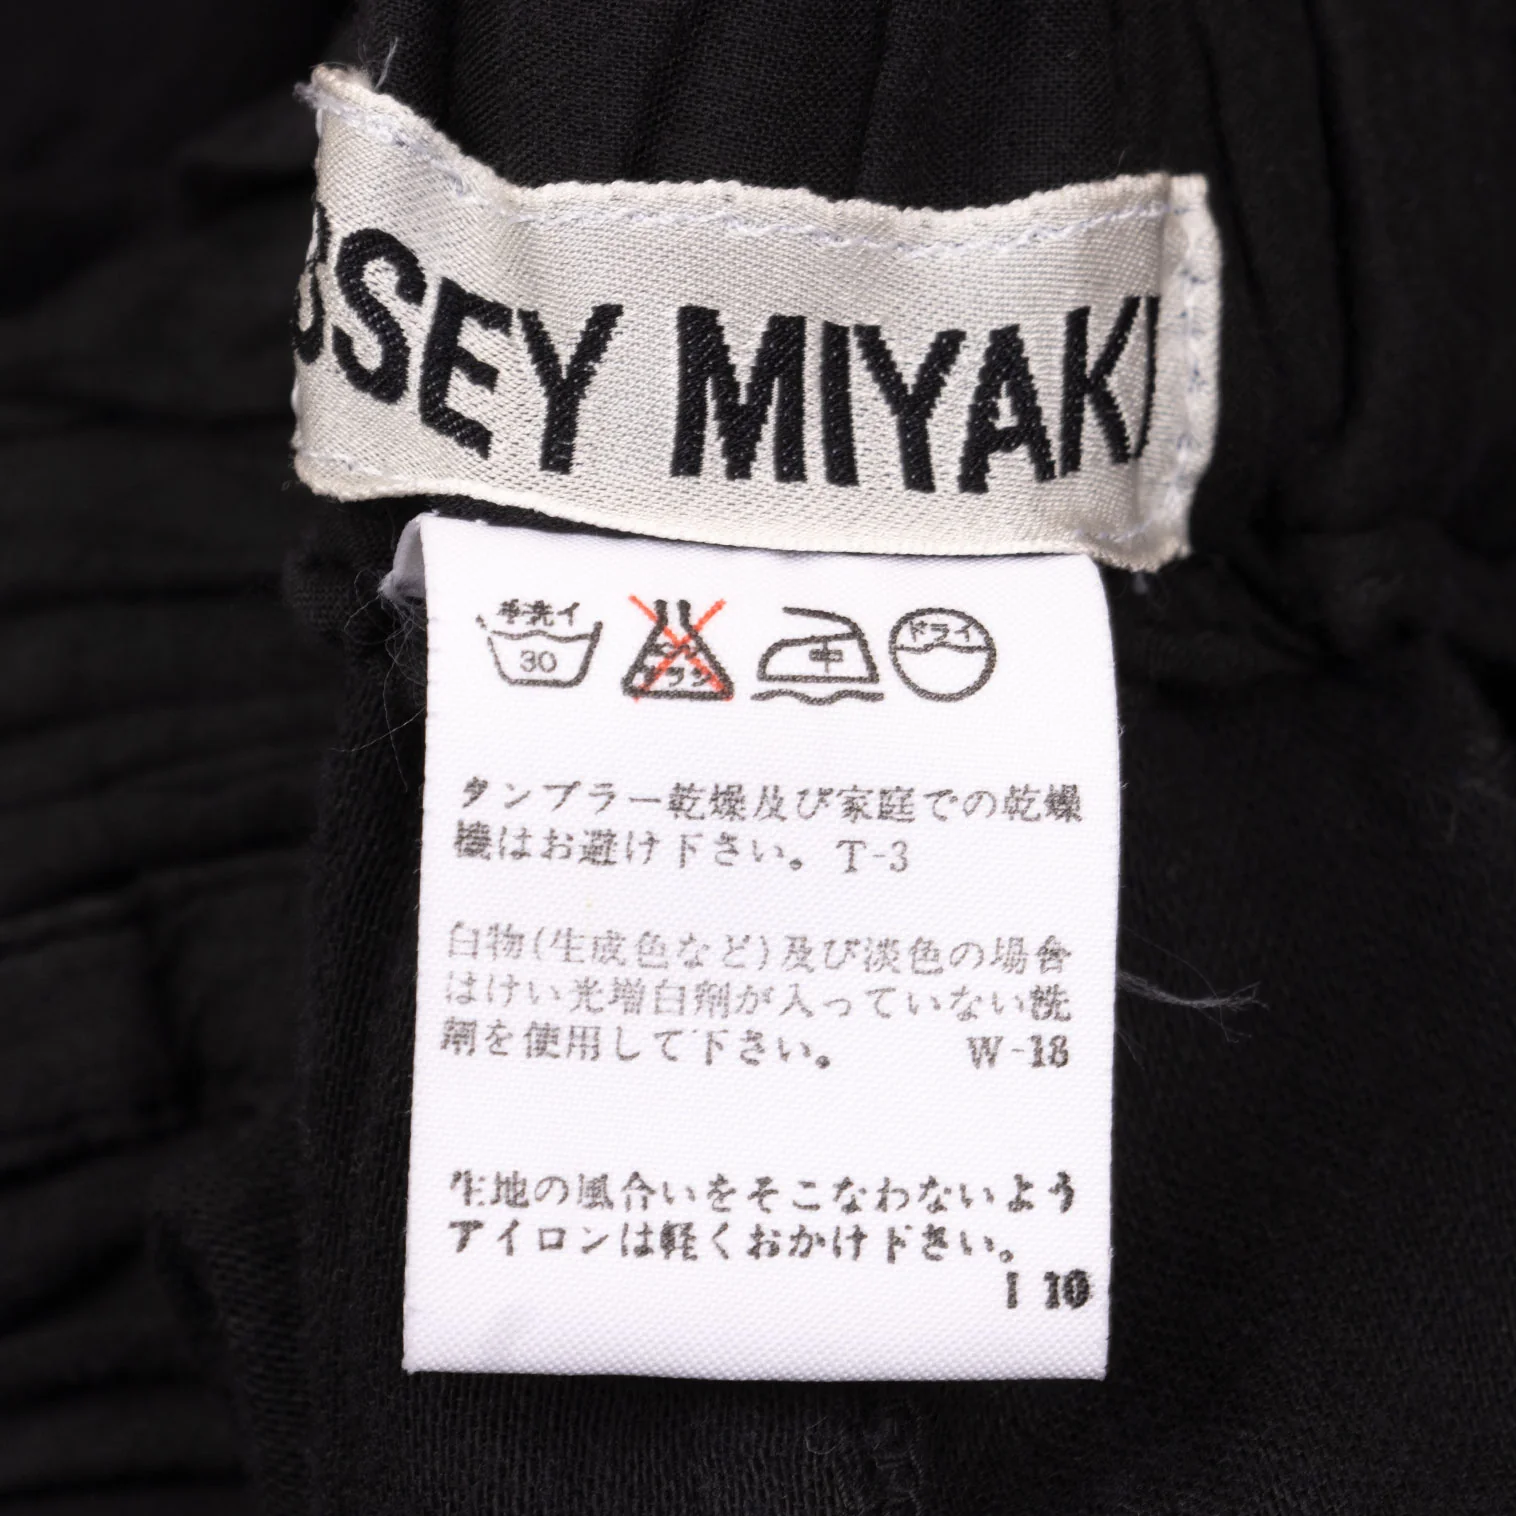 SSEY MIYAK
手洗イ
30
中
ドライ
タンブラー乾燥及び家庭での乾燥
機はお避け下さい。T-3
白物(生成色など)及び淡色の場合
はけい光増白剤が入っていない洗
剤を使用して下さい。 W-18
生地の風合いをそこなわないよう
アイロンは軽くおかけ下さい。
I 10